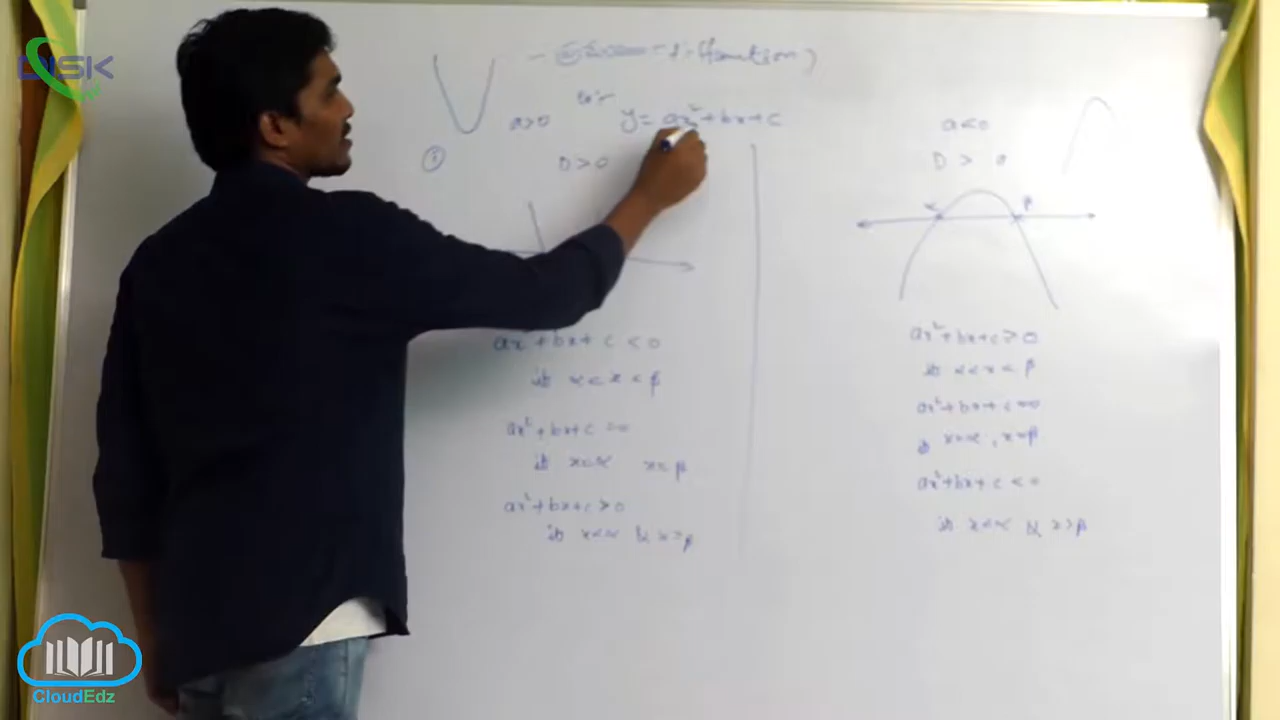 DISK
y = ax² + bx + c
a > 0
D > 0
ax² + bx + c < 0
if α < x < β
ax² + bx + c = 0
if x = α x = β
ax² + bx + c > 0
if x < α & x > β
a < 0
D > 0
α β
ax² + bx + c > 0
if α < x < β
ax² + bx + c = 0
if x = α , x = β
ax² + bx + c < 0
if x < α & x > β
CloudEdz